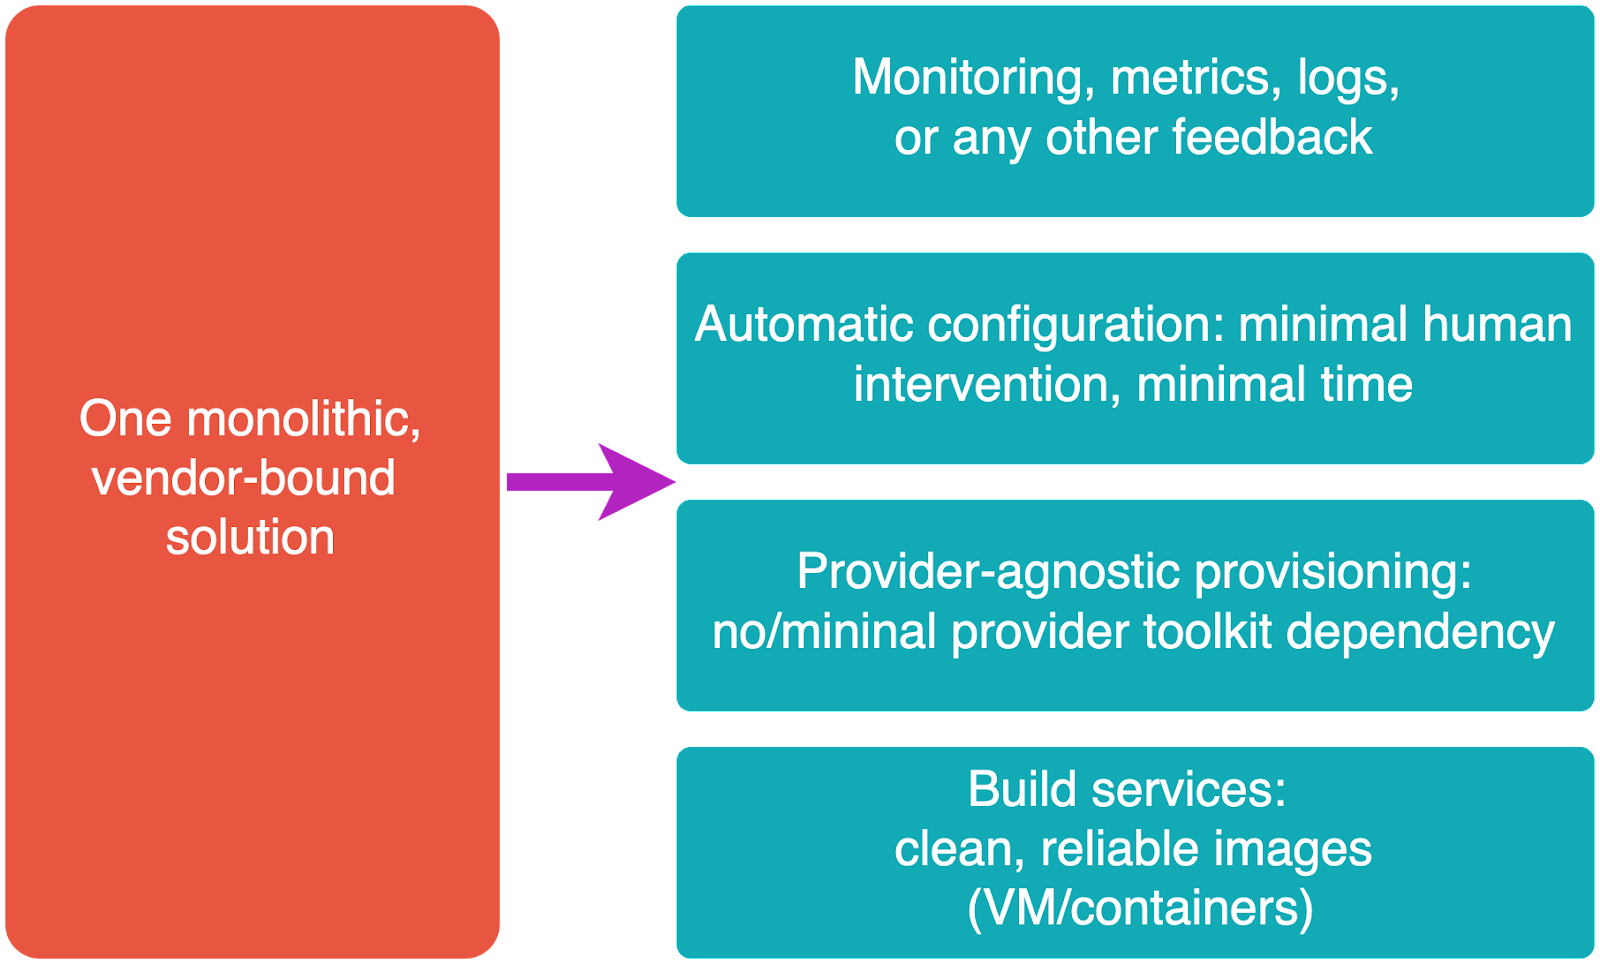 One monolithic,
vendor-bound
solution
Monitoring, metrics, logs,
or any other feedback
Automatic configuration: minimal human
intervention, minimal time
Provider-agnostic provisioning:
no/mininal provider toolkit dependency
Build services:
clean, reliable images
(VM/containers)